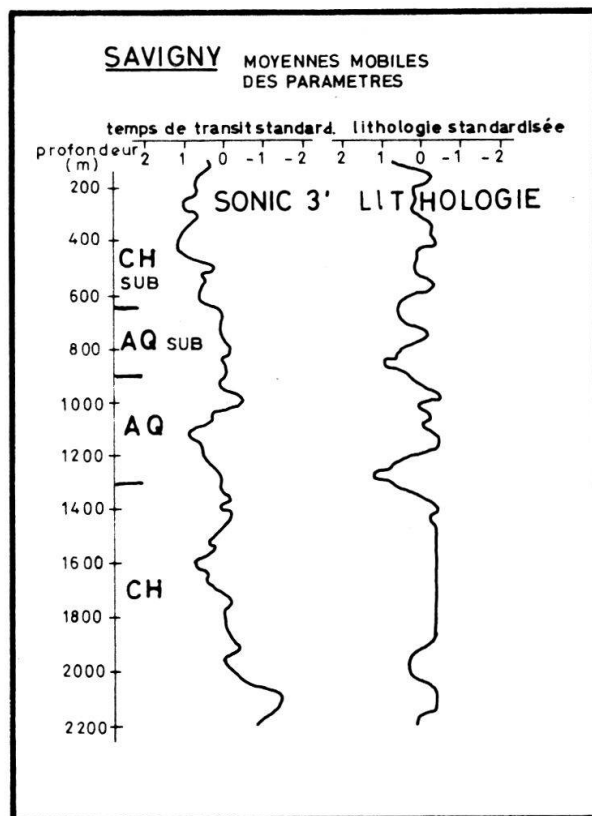 SAVIGNY MOYENNES MOBILES
DES PARAMETRES
temps de transit standard. lithologie standardisée
profondeur
(m)
2 1 0 -1 -2 2 1 0 -1 -2
200
SONIC 3' LITHOLOGIE
400
CH
SUB
600
AQ SUB
800
1000
AQ
1200
1400
1600
CH
1800
2000
2200